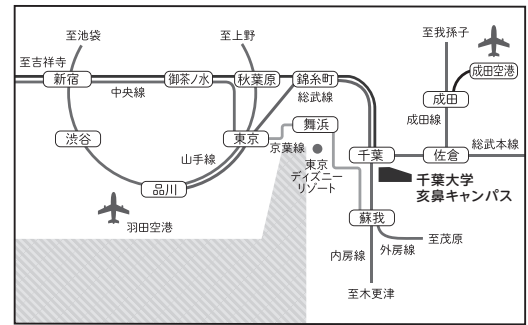 至池袋
至上野
至我孫子
至吉祥寺
新宿
御茶ノ水
秋葉原
錦糸町
成田空港
中央線
総武線
成田
成田線
舞浜
渋谷
東京
京葉線
総武本線
山手線
東京
ディズニー
リゾート
千葉
佐倉
品川
千葉大学
亥鼻キャンパス
羽田空港
蘇我
内房線
外房線
至茂原
至木更津